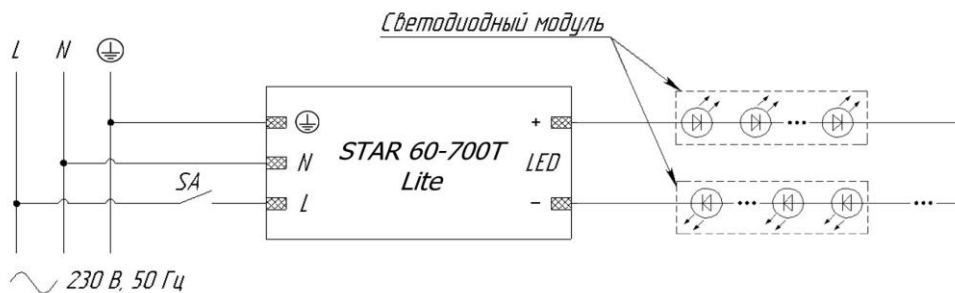 Светодиодный модуль
L N
+
N STAR 60-700T LED
Lite
SA
L −
230 В, 50 Гц